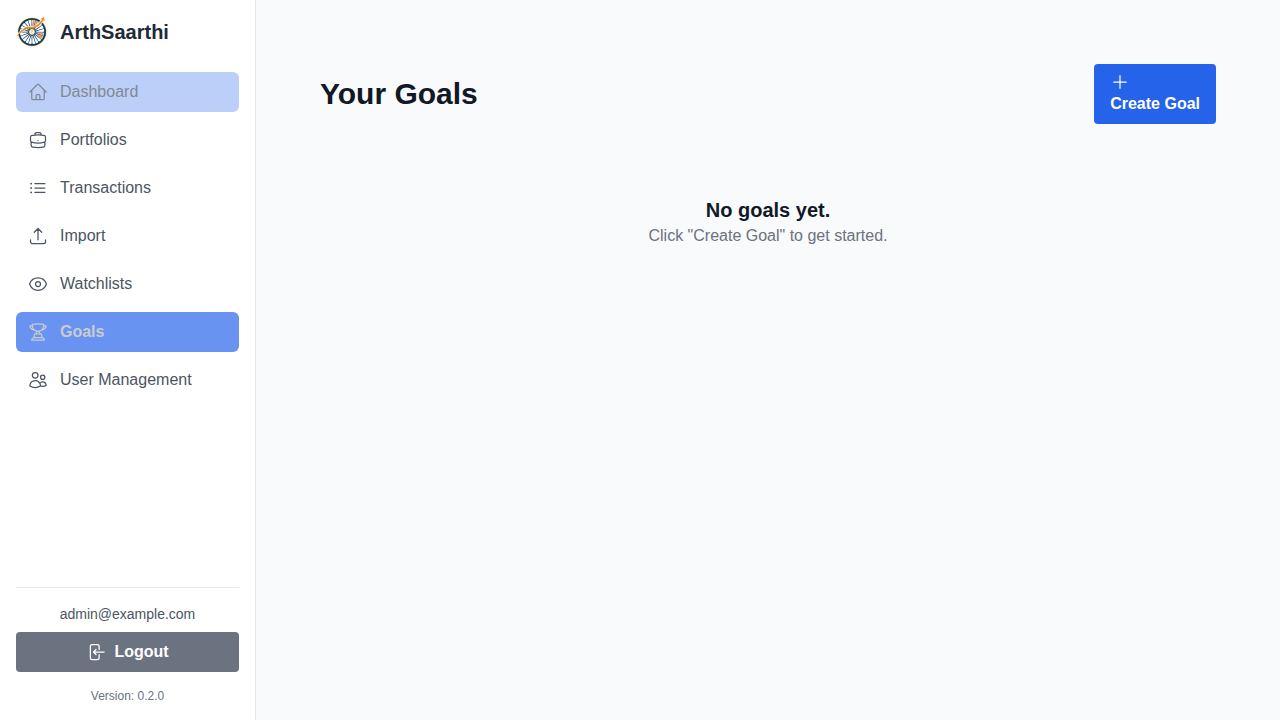 ArthSaarthi
Dashboard
Portfolios
Transactions
Import
Watchlists
Goals
User Management
admin@example.com
Logout
Version: 0.2.0
Your Goals
Create Goal
No goals yet.
Click "Create Goal" to get started.